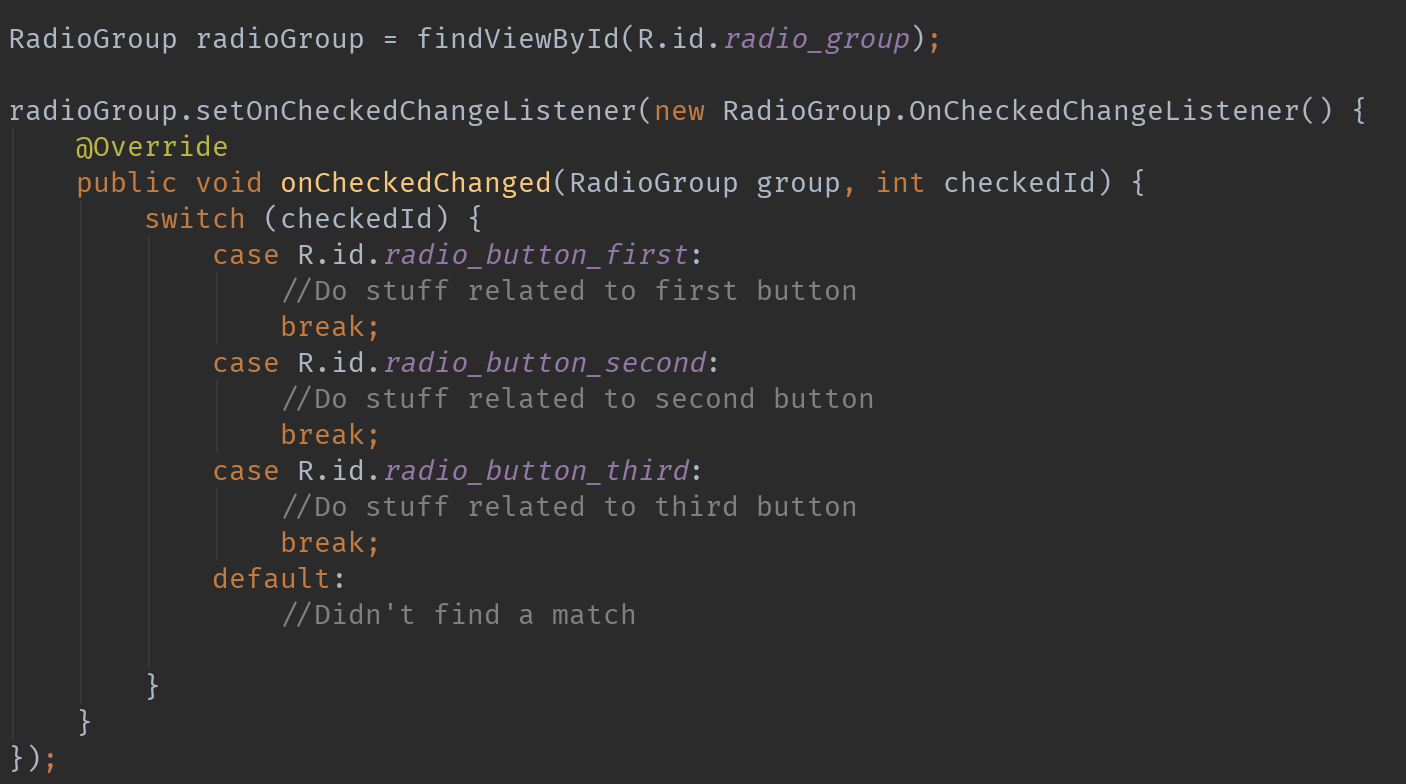 RadioGroup radioGroup = findViewById(R.id.radio_group);
radioGroup.setOnCheckedChangeListener(new RadioGroup.OnCheckedChangeListener() {
@Override
public void onCheckedChanged(RadioGroup group, int checkedId) {
switch (checkedId) {
case R.id.radio_button_first:
//Do stuff related to first button
break;
case R.id.radio_button_second:
//Do stuff related to second button
break;
case R.id.radio_button_third:
//Do stuff related to third button
break;
default:
//Didn't find a match
}
}
});